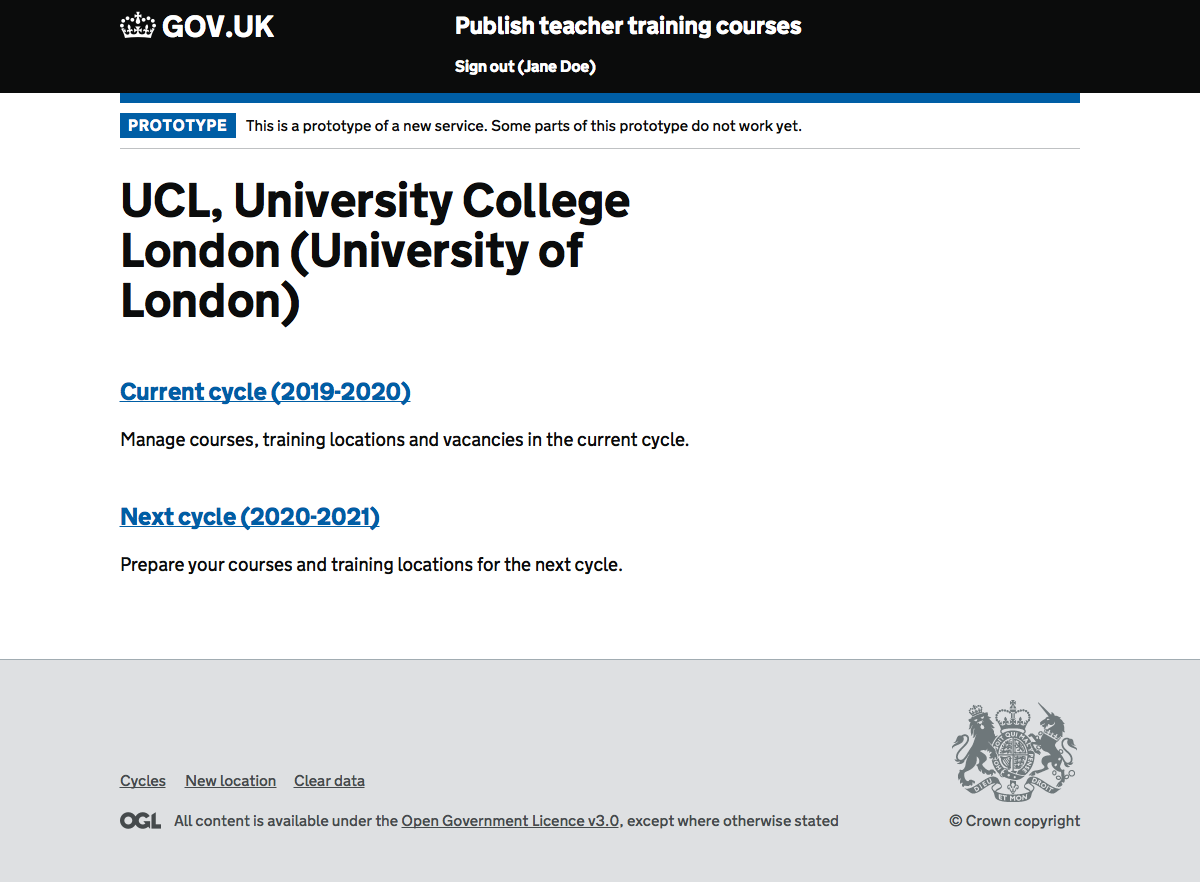 GOV.UK
Publish teacher training courses
Sign out (Jane Doe)
PROTOTYPE This is a prototype of a new service. Some parts of this prototype do not work yet.
UCL, University College
London (University of
London)
Current cycle (2019-2020)
Manage courses, training locations and vacancies in the current cycle.
Next cycle (2020-2021)
Prepare your courses and training locations for the next cycle.
Cycles New location Clear data
OGL All content is available under the Open Government Licence v3.0, except where otherwise stated
DIEU ET MON DROIT
© Crown copyright